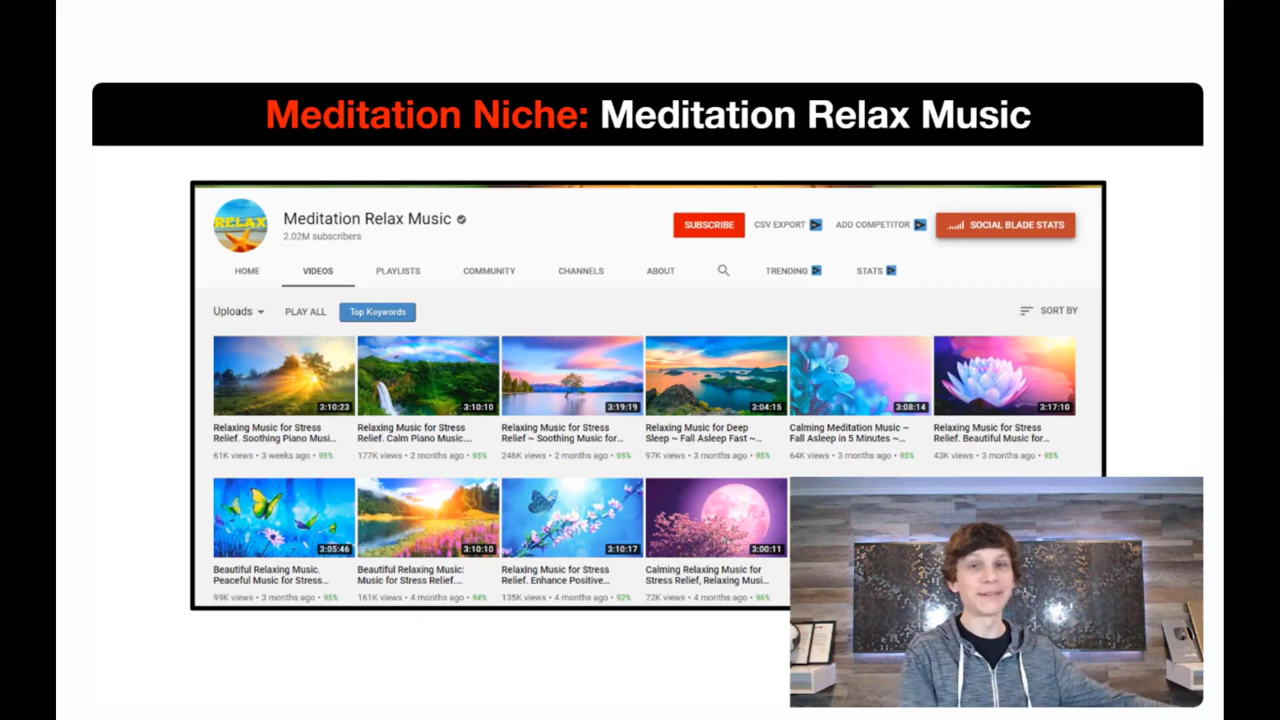 Meditation Niche: Meditation Relax Music
RELAX
Meditation Relax Music
2.02M subscribers
SUBSCRIBE
CSV EXPORT
ADD COMPETITOR
SOCIAL BLADE STATS
HOME
VIDEOS
PLAYLISTS
COMMUNITY
CHANNELS
ABOUT
TRENDING
STATS
Uploads
PLAY ALL
Top Keywords
SORT BY
3:10:23
3:10:10
3:19:19
3:04:15
3:08:14
3:17:10
Relaxing Music for Stress
Relief. Soothing Piano Musi...
61K views • 3 weeks ago • 95%
Relaxing Music for Stress
Relief. Calm Piano Music....
177K views • 2 months ago • 95%
Relaxing Music for Stress
Relief ~ Soothing Music for...
246K views • 2 months ago • 95%
Relaxing Music for Deep
Sleep ~ Fall Asleep Fast ~...
97K views • 3 months ago • 95%
Calming Meditation Music ~
Fall Asleep in 5 Minutes ~...
64K views • 3 months ago • 95%
Relaxing Music for Stress
Relief. Beautiful Music for...
43K views • 3 months ago • 95%
3:05:46
3:10:10
3:10:17
3:00:11
Beautiful Relaxing Music.
Peaceful Music for Stress...
99K views • 3 months ago • 95%
Beautiful Relaxing Music:
Music for Stress Relief....
161K views • 4 months ago • 94%
Relaxing Music for Stress
Relief. Enhance Positive...
135K views • 4 months ago • 92%
Calming Relaxing Music for
Stress Relief, Relaxing Musi...
72K views • 4 months ago • 96%